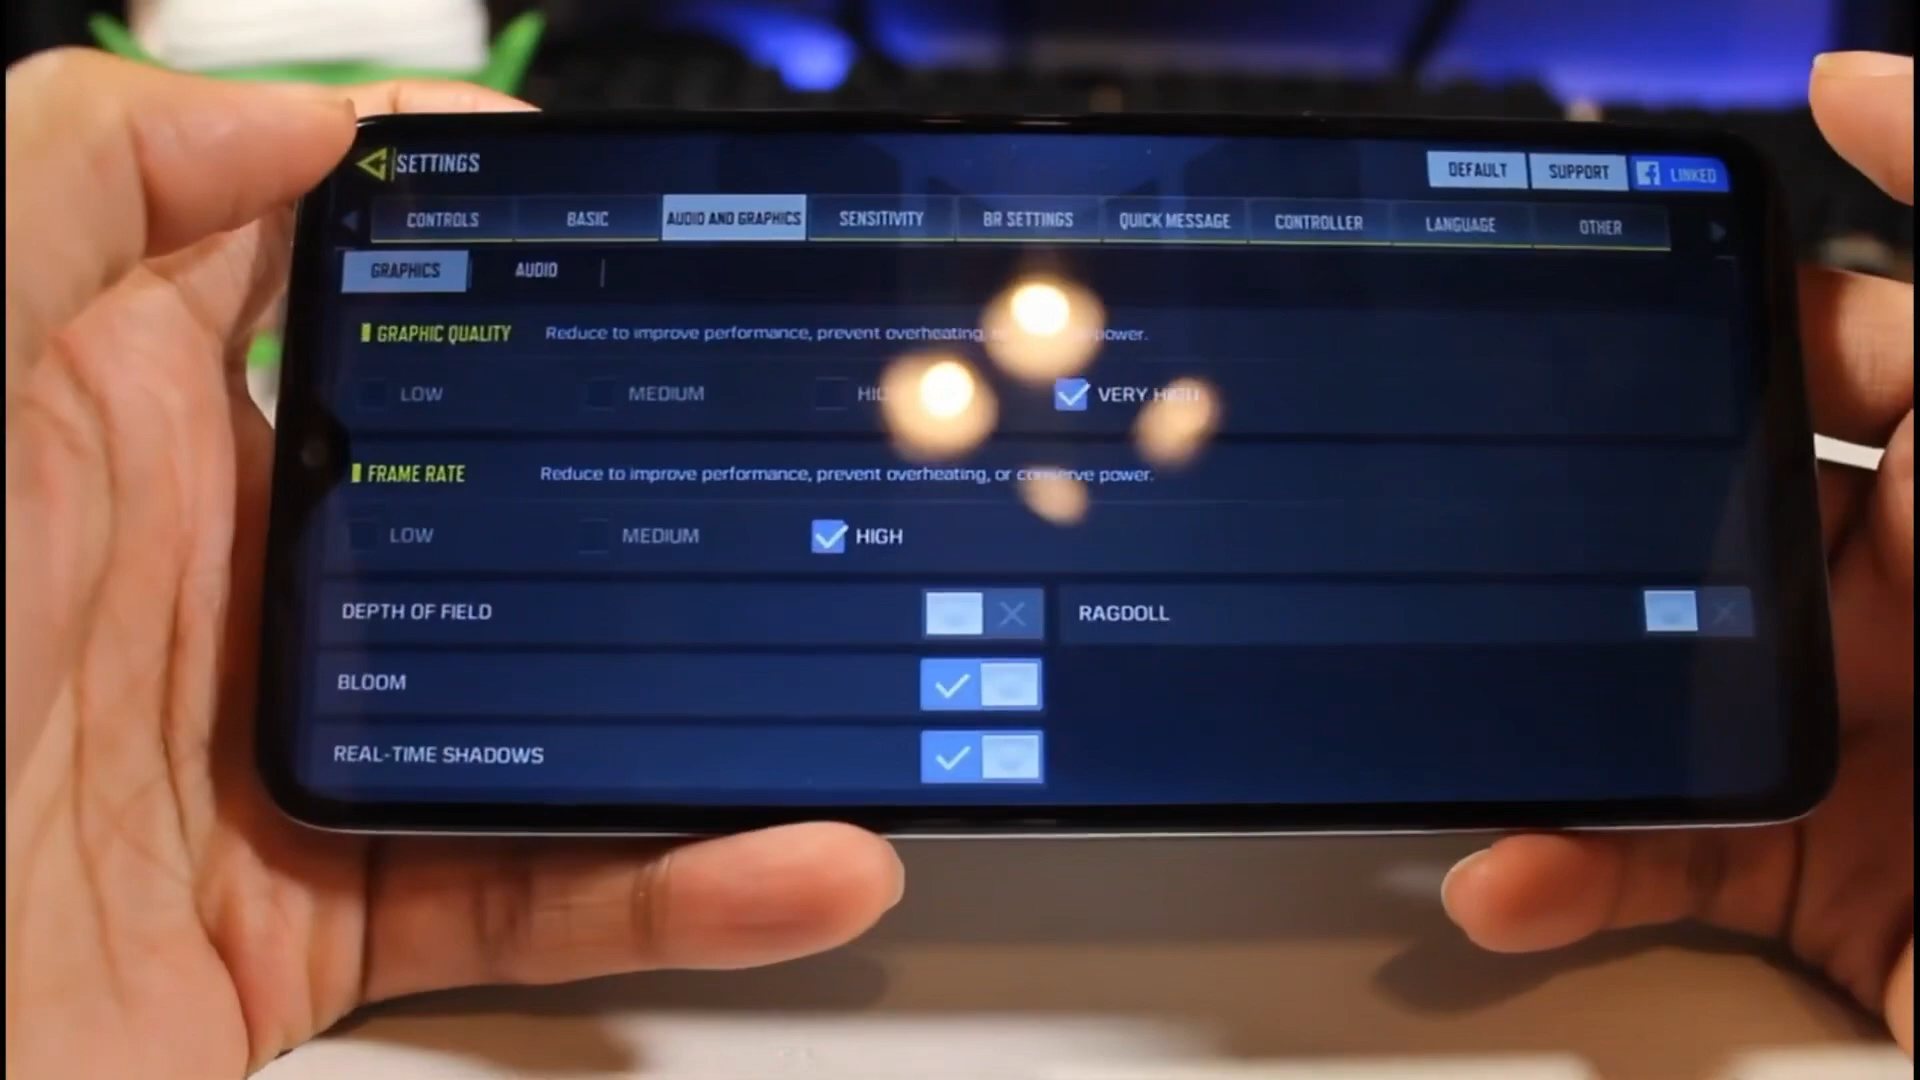 SETTINGS
DEFAULT SUPPORT LINKED
CONTROLS BASIC AUDIO AND GRAPHICS SENSITIVITY BR SETTINGS QUICK MESSAGE CONTROLLER LANGUAGE OTHER
GRAPHICS AUDIO
GRAPHIC QUALITY Reduce to improve performance, prevent overheating, power.
LOW MEDIUM VERY HIGH
FRAME RATE Reduce to improve performance, prevent overheating, or conserve power.
LOW MEDIUM HIGH
DEPTH OF FIELD RAGDOLL
BLOOM
REAL-TIME SHADOWS